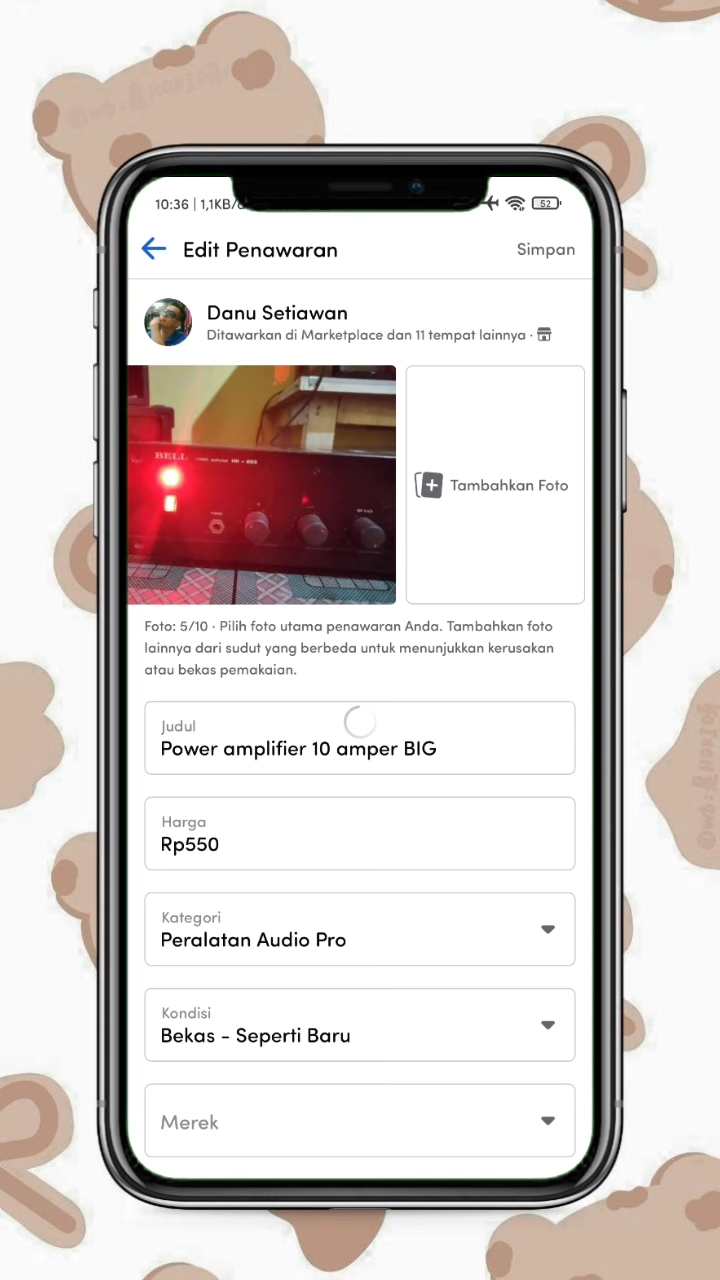 10:36 | 1,1KB/
52
Edit Penawaran
Simpan
Danu Setiawan
Ditawarkan di Marketplace dan 11 tempat lainnya ·
BELL
Tambahkan Foto
Foto: 5/10 · Pilih foto utama penawaran Anda. Tambahkan foto
lainnya dari sudut yang berbeda untuk menunjukkan kerusakan
atau bekas pemakaian.
Judul
Power amplifier 10 amper BIG
Harga
Rp550
Kategori
Peralatan Audio Pro
Kondisi
Bekas - Seperti Baru
Merek